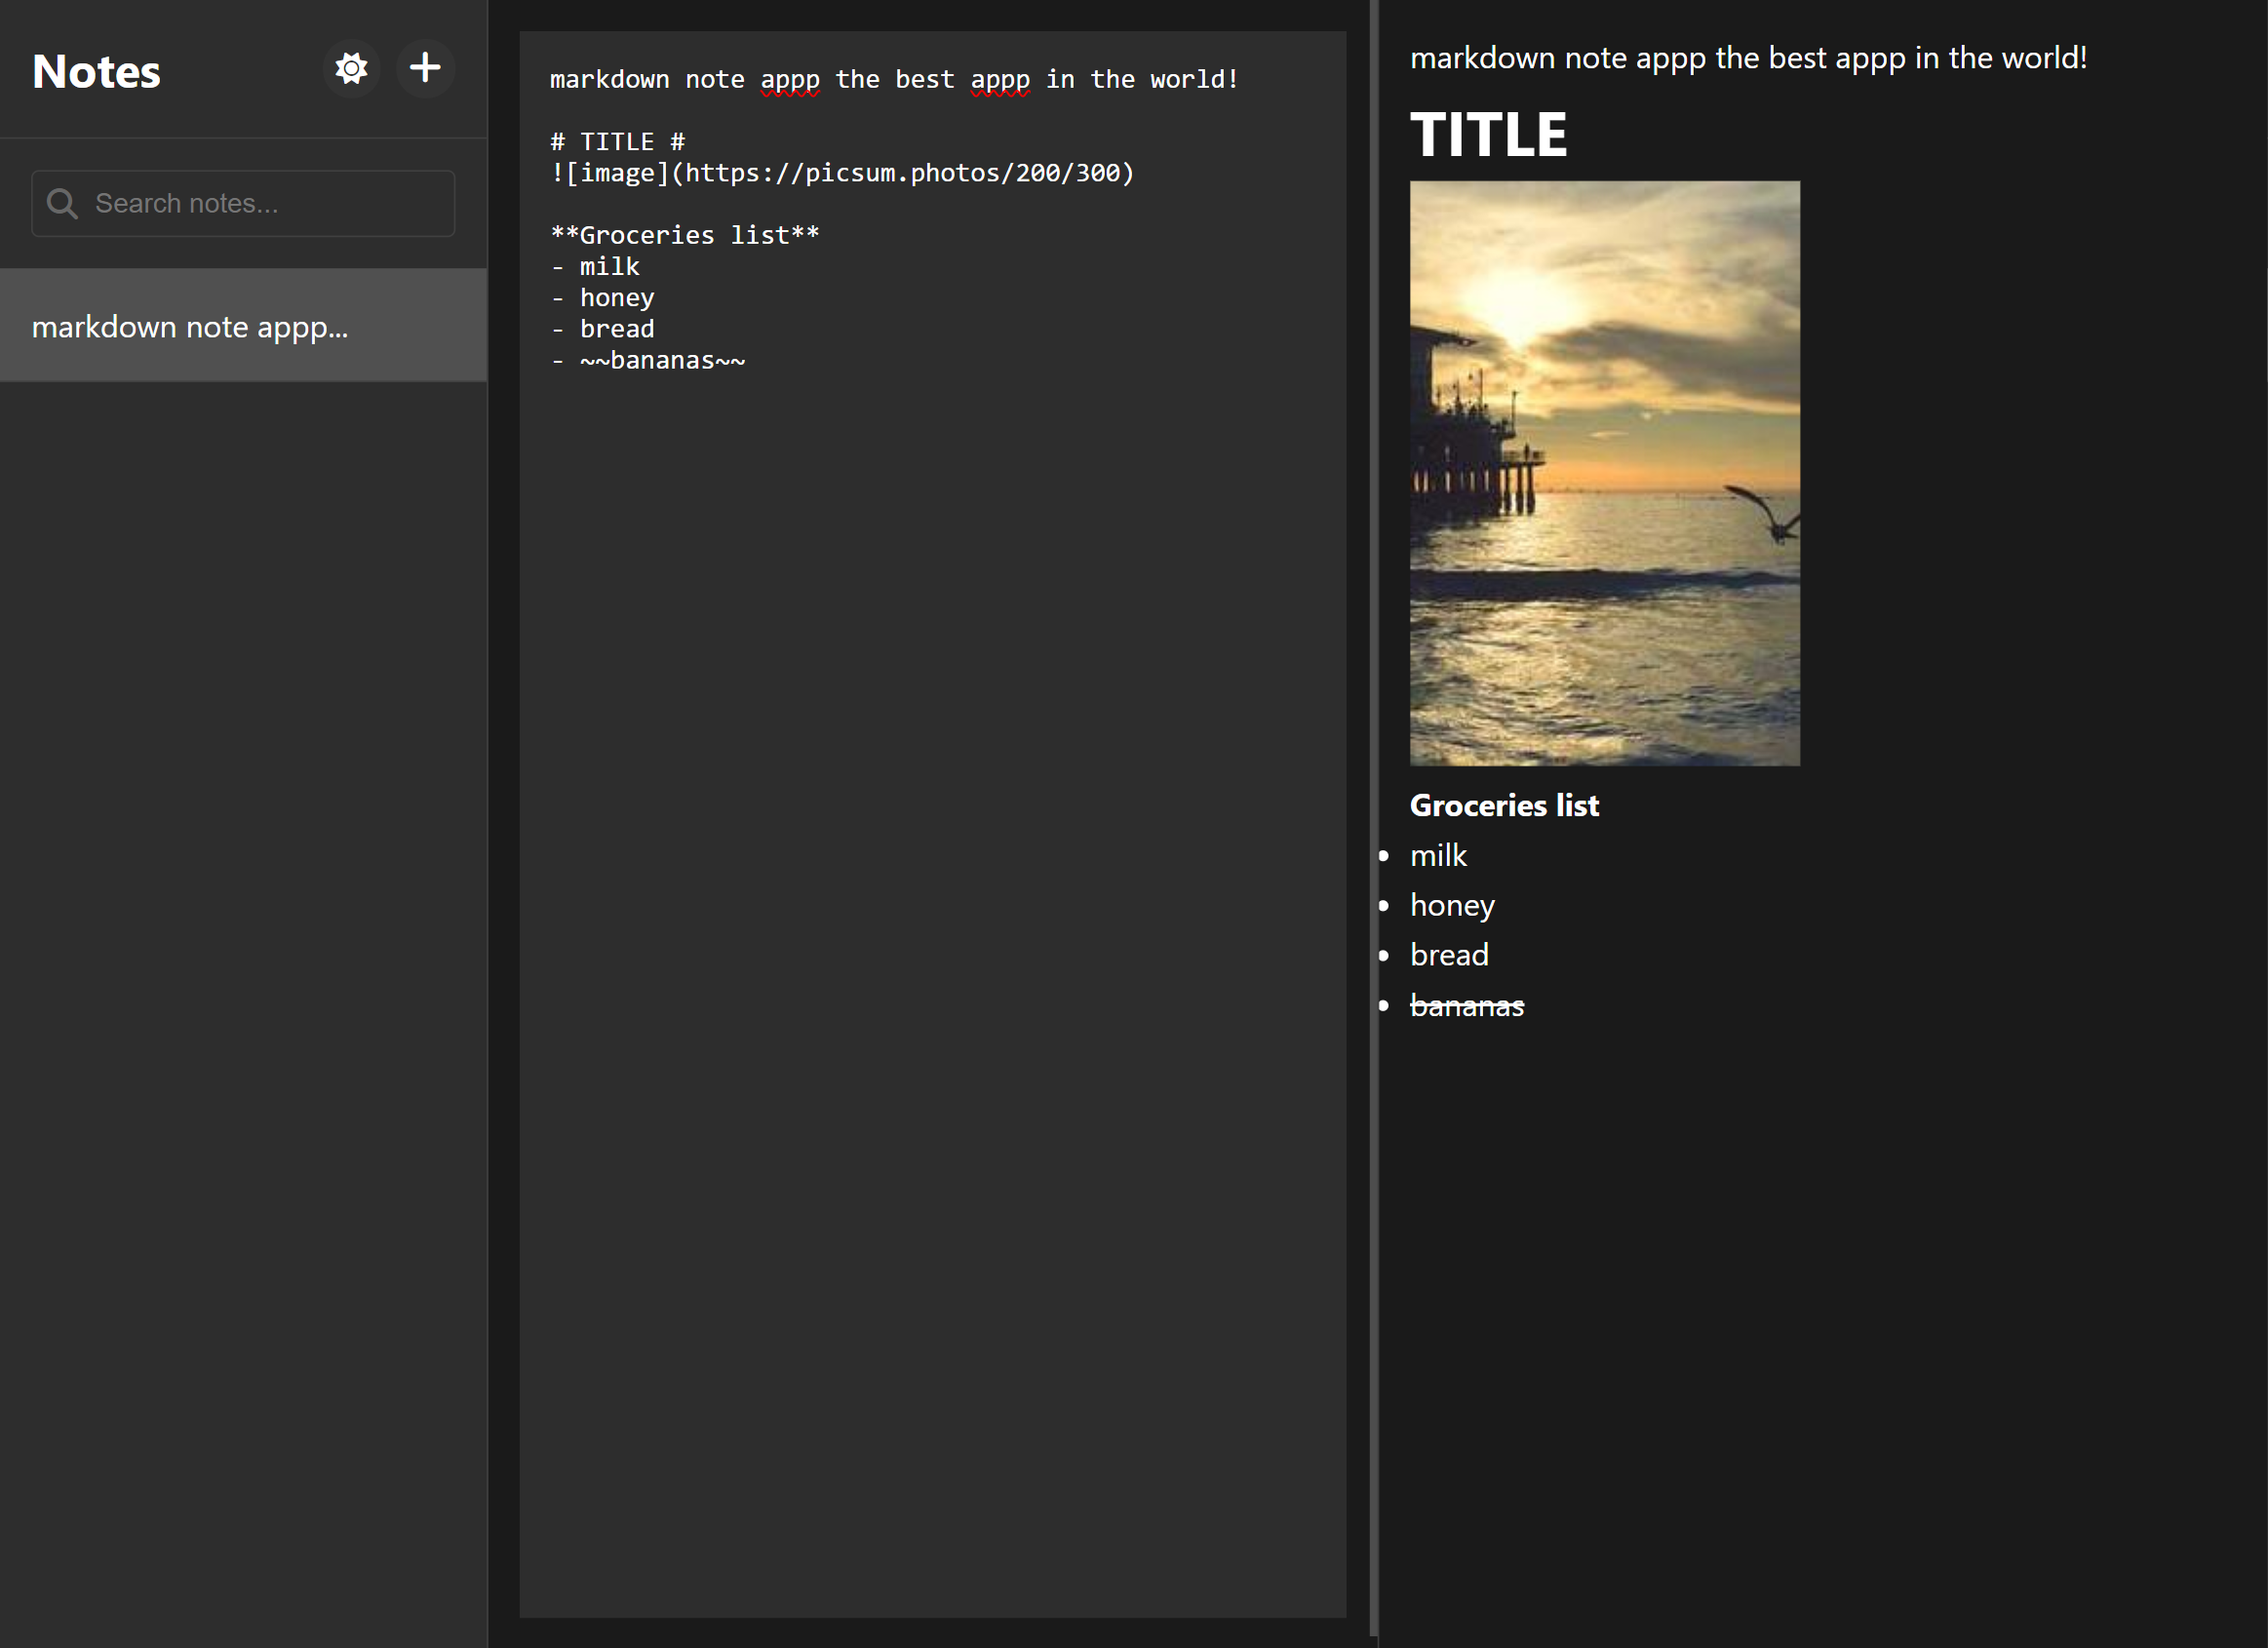 Notes
Search notes...
markdown note appp...
markdown note appp the best appp in the world!
# TITLE #
![image](https://picsum.photos/200/300)
**Groceries list**
- milk
- honey
- bread
- ~~bananas~~
markdown note appp the best appp in the world!
TITLE
Groceries list
• milk
• honey
• bread
• bananas